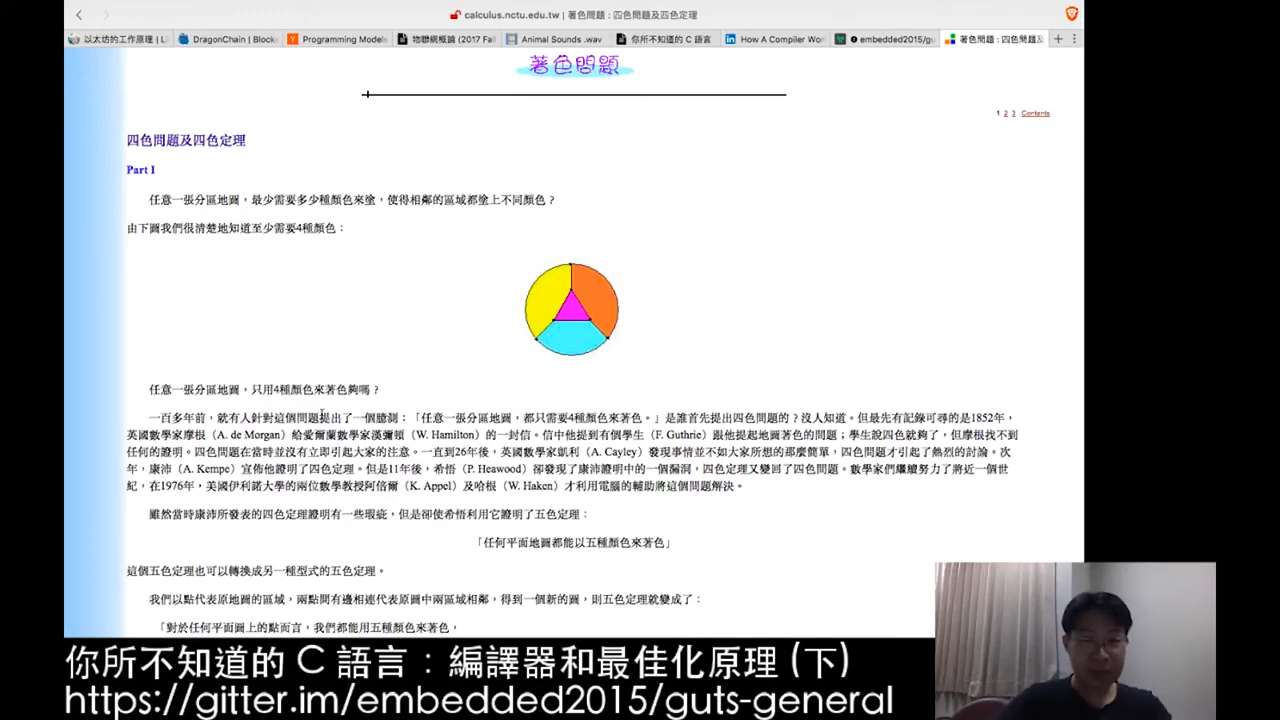 calculus.nctu.edu.tw | 著色問題 : 四色問題及四色定理
以太坊的工作原理 | Li
DragonChain | Block
Programming Models
物聯網概論 (2017 Fall
Animal Sounds .wav
你所不知道的 C 語言
How A Compiler Wor
embedded2015/gu
著色問題 : 四色問題及
著色問題
1 2 3 Contents
四色問題及四色定理
Part I
任意一張分區地圖，最少需要多少種顏色來塗，使得相鄰的區域都塗上不同顏色？
由下圖我們很清楚地知道至少需要4種顏色：
任意一張分區地圖，只用4種顏色來著色夠嗎？
一百多年前，就有人針對這個問題提出了一個臆測：「任意一張分區地圖，都只需要4種顏色來著色。」是誰首先提出四色問題的？沒人知道。但最先有記錄可尋的是1852年，
英國數學家摩根（A. de Morgan）給愛爾蘭數學家漢彌頓（W. Hamilton）的一封信。信中他提到有個學生（F. Guthrie）跟他提起地圖著色的問題；學生說四色就夠了，但摩根找不到
任何的證明。四色問題在當時並沒有立即引起大家的注意。一直到26年後，英國數學家凱利（A. Cayley）發現事情並不如大家所想的那麼簡單，四色問題才引起了熱烈的討論。次
年，康沛（A. Kempe）宣佈他證明了四色定理。但是11年後，希悟（P. Heawood）卻發現了康沛證明中的一個漏洞，四色定理又變回了四色問題。數學家們繼續努力了將近一個世
紀，在1976年，美國伊利諾大學的兩位數學教授阿倍爾（K. Appel）及哈根（W. Haken）才利用電腦的輔助將這個問題解決。
雖然當時康沛所發表的四色定理證明有一些瑕疵，但是卻使希悟利用它證明了五色定理：
「任何平面地圖都能以五種顏色來著色」
這個五色定理也可以轉換成另一種型式的五色定理。
我們以點代表原地圖的區域，兩點間有邊相連代表原圖中兩區域相鄰，得到一個新的圖，則五色定理就變成了：
「對於任何平面圖上的點而言，我們都能用五種顏色來著色，
你所不知道的 C 語言：編譯器和最佳化原理 (下)
https://gitter.im/embedded2015/guts-general